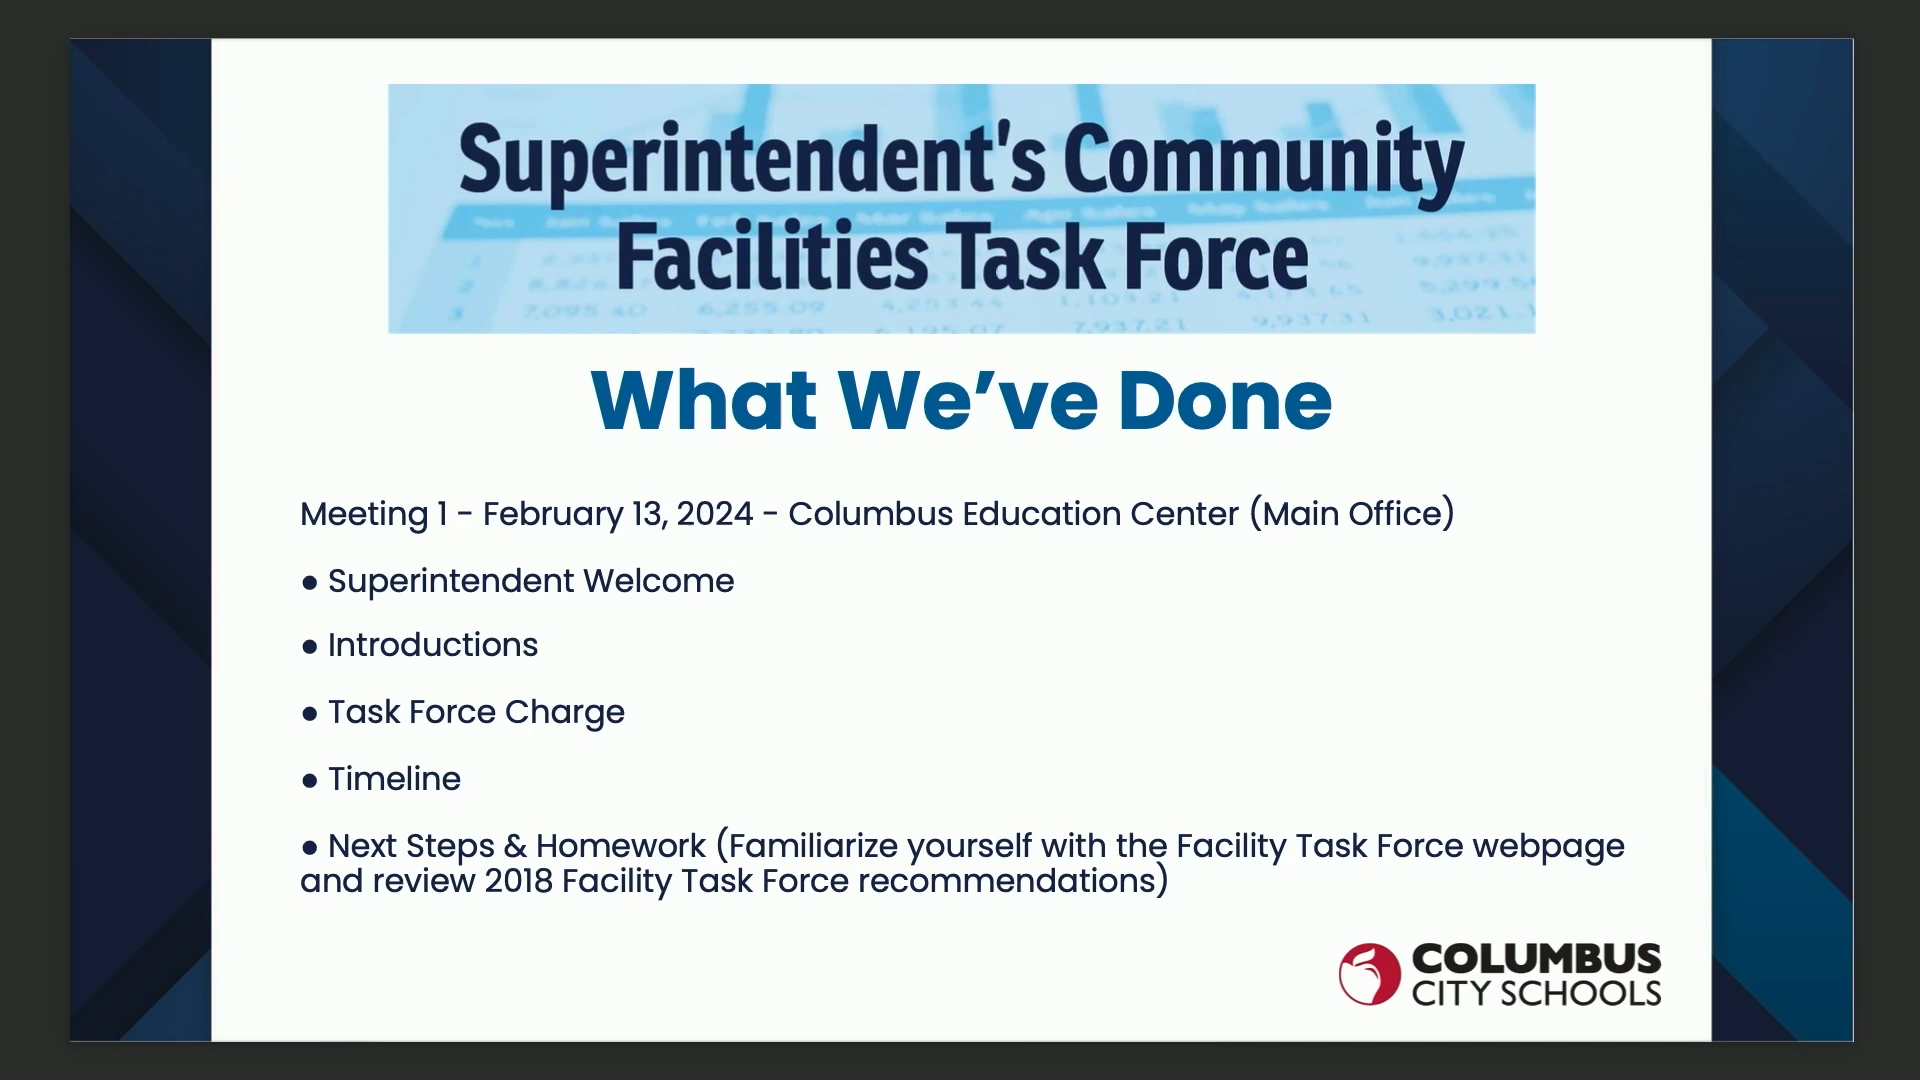 Superintendent's Community
Facilities Task Force
What We’ve Done
Meeting 1 - February 13, 2024 - Columbus Education Center (Main Office)
● Superintendent Welcome
● Introductions
● Task Force Charge
● Timeline
● Next Steps & Homework (Familiarize yourself with the Facility Task Force webpage
and review 2018 Facility Task Force recommendations)
COLUMBUS
CITY SCHOOLS